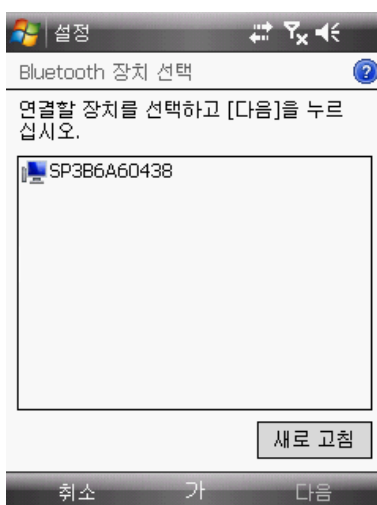 설정
Bluetooth 장치 선택
연결할 장치를 선택하고 [다음]을 누르
십시오.
SP3B6A60438
새로 고침
취소 가 다음